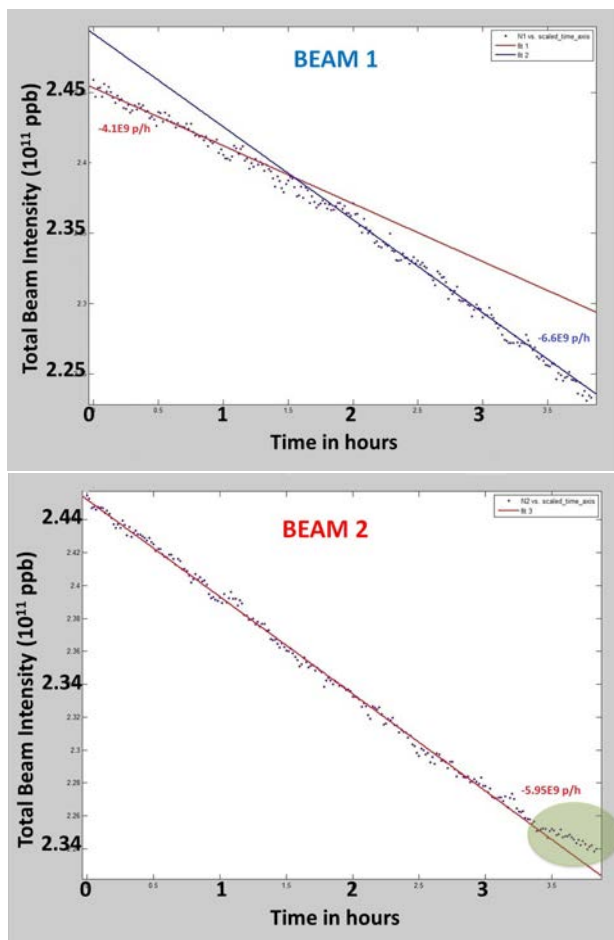 BEAM 1
N1 vs. scaled_time_axis
fit 1
fit 2
Total Beam Intensity (10¹¹ ppb)
2.45
2.4
2.35
2.3
2.25
-4.1E9 p/h
-6.6E9 p/h
0 0.5 1 1.5 2 2.5 3 3.5
Time in hours
BEAM 2
N2 vs. scaled_time_axis
fit 3
Total Beam Intensity (10¹¹ ppb)
2.44
2.42
2.4
2.38
2.36
2.34
2.32
2.3
2.28
2.26
2.34
-5.95E9 p/h
0 0.5 1 1.5 2 2.5 3 3.5
Time in hours